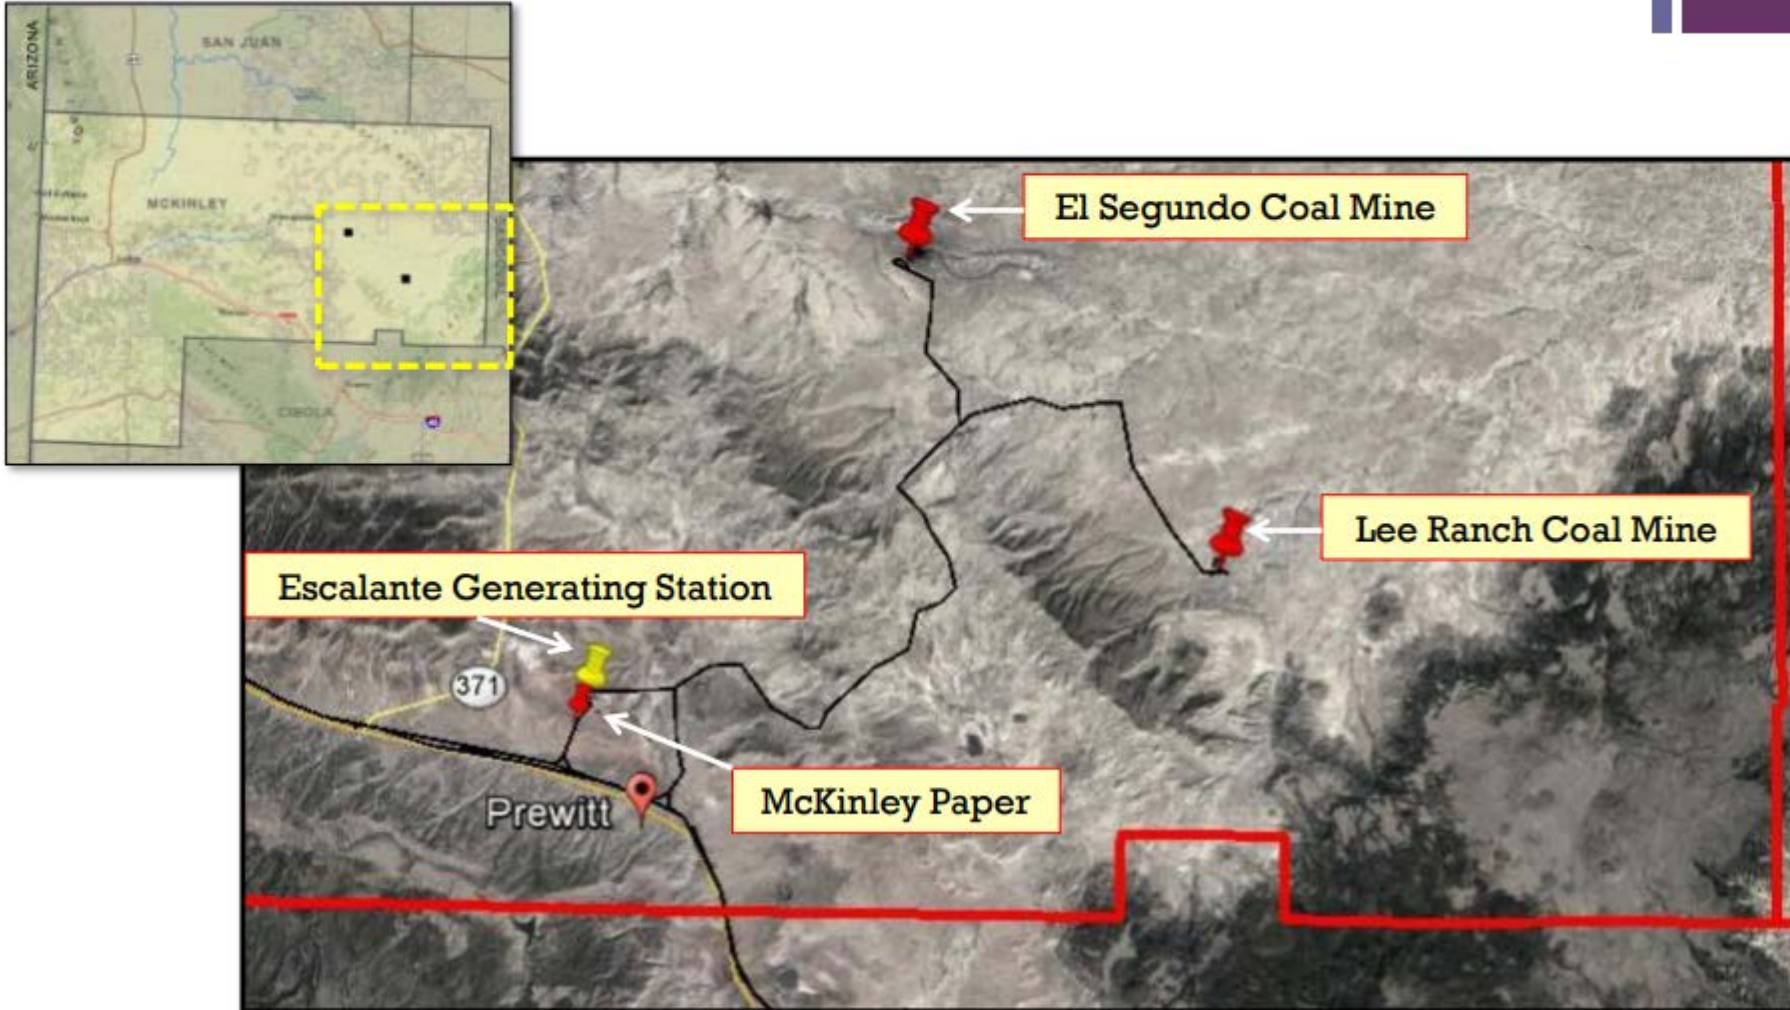 ARIZONA
SAN JUAN
MCKINLEY
CIBOLA
40
El Segundo Coal Mine
Lee Ranch Coal Mine
Escalante Generating Station
371
McKinley Paper
Prewitt